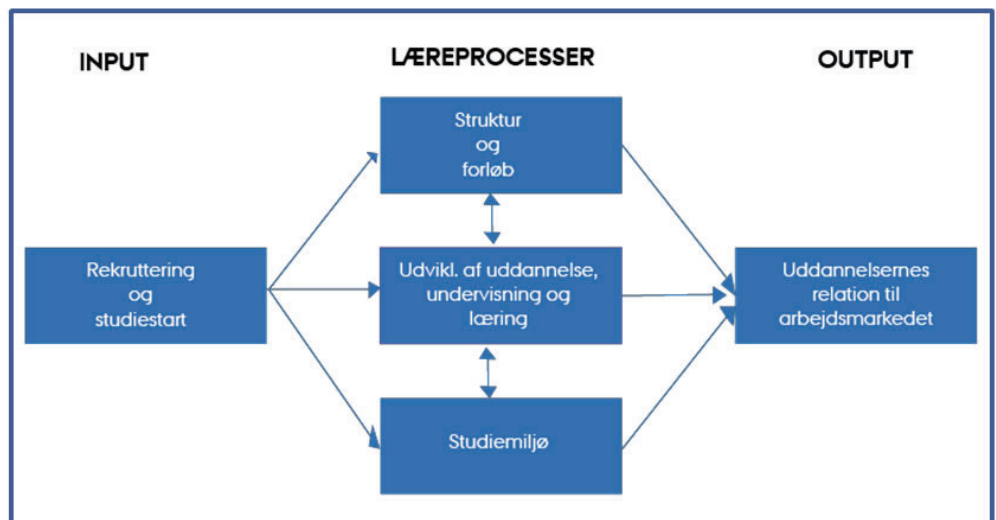 INPUT
LÆREPROCESSER
OUTPUT
Struktur
og
forløb
Rekruttering
og
studiestart
Udvikl. af uddannelse,
undervisning og
læring
Uddannelsernes
relation til
arbejdsmarkedet
Studiemiljø